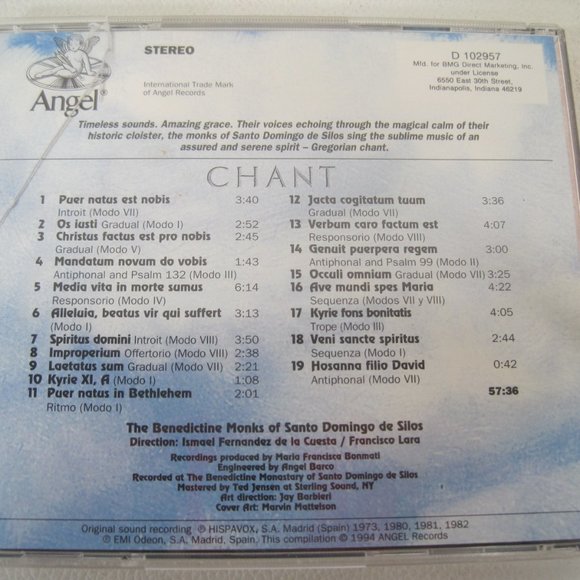 STEREO
D 102957
Mfd. for BMG Direct Marketing, Inc.
under License
6550 East 30th Street,
Indianapolis, Indiana 46219
Angel®
International Trade Mark
of Angel Records
Timeless sounds. Amazing grace. Their voices echoing through the magical calm of their
historic cloister, the monks of Santo Domingo de Silos sing the sublime music of an
assured and serene spirit – Gregorian chant.
CHANT
1 Puer natus est nobis 3:40
Introit (Modo VII)
2 Os iusti Gradual (Modo I) 2:52
3 Christus factus est pro nobis 2:45
Gradual (Modo V)
4 Mandatum novum do vobis 1:43
Antiphonal and Psalm 132 (Modo III)
5 Media vita in morte sumus 6:14
Responsorio (Modo IV)
6 Alleluia, beatus vir qui suffert 3:13
(Modo I)
7 Spiritus domini Introit (Modo VIII) 3:50
8 Improperium Offertorio (Modo VIII) 2:38
9 Laetatus sum Gradual (Modo VII) 2:21
10 Kyrie XI, A (Modo I) 1:08
11 Puer natus in Bethlehem 2:01
Ritmo (Modo I)
12 Jacta cogitatum tuum 3:36
Gradual (Modo VII)
13 Verbum caro factum est 4:07
Responsorio (Modo VIII)
14 Genuit puerpera regem 3:00
Antiphonal and Psalm 99 (Modo II)
15 Occuli omnium Gradual (Modo VII) 3:25
16 Ave mundi spes Maria 4:22
Sequenza (Modos VII y VIII)
17 Kyrie fons bonitatis 4:05
Trope (Modo III)
18 Veni sancte spiritus 2:44
Sequenza (Modo I)
19 Hosanna filio David 0:42
Antiphonal (Modo VII)
57:36
The Benedictine Monks of Santo Domingo de Silos
Direction: Ismael Fernandez de la Cuesta / Francisco Lara
Recordings produced by Maria Francisca Bonmati
Engineered by Angel Barco
Recorded at The Benedictine Monastary of Santo Domingo de Silos
Mastered by Ted Jensen at Sterling Sound, NY
Art direction: Jay Barbieri
Cover Art: Marvin Mattelson
Original sound recording ℗ HISPAVOX, S.A. Madrid (Spain) 1973, 1980, 1981, 1982
℗ EMI Odeon, S.A. Madrid, Spain. This compilation © 1994 ANGEL Records